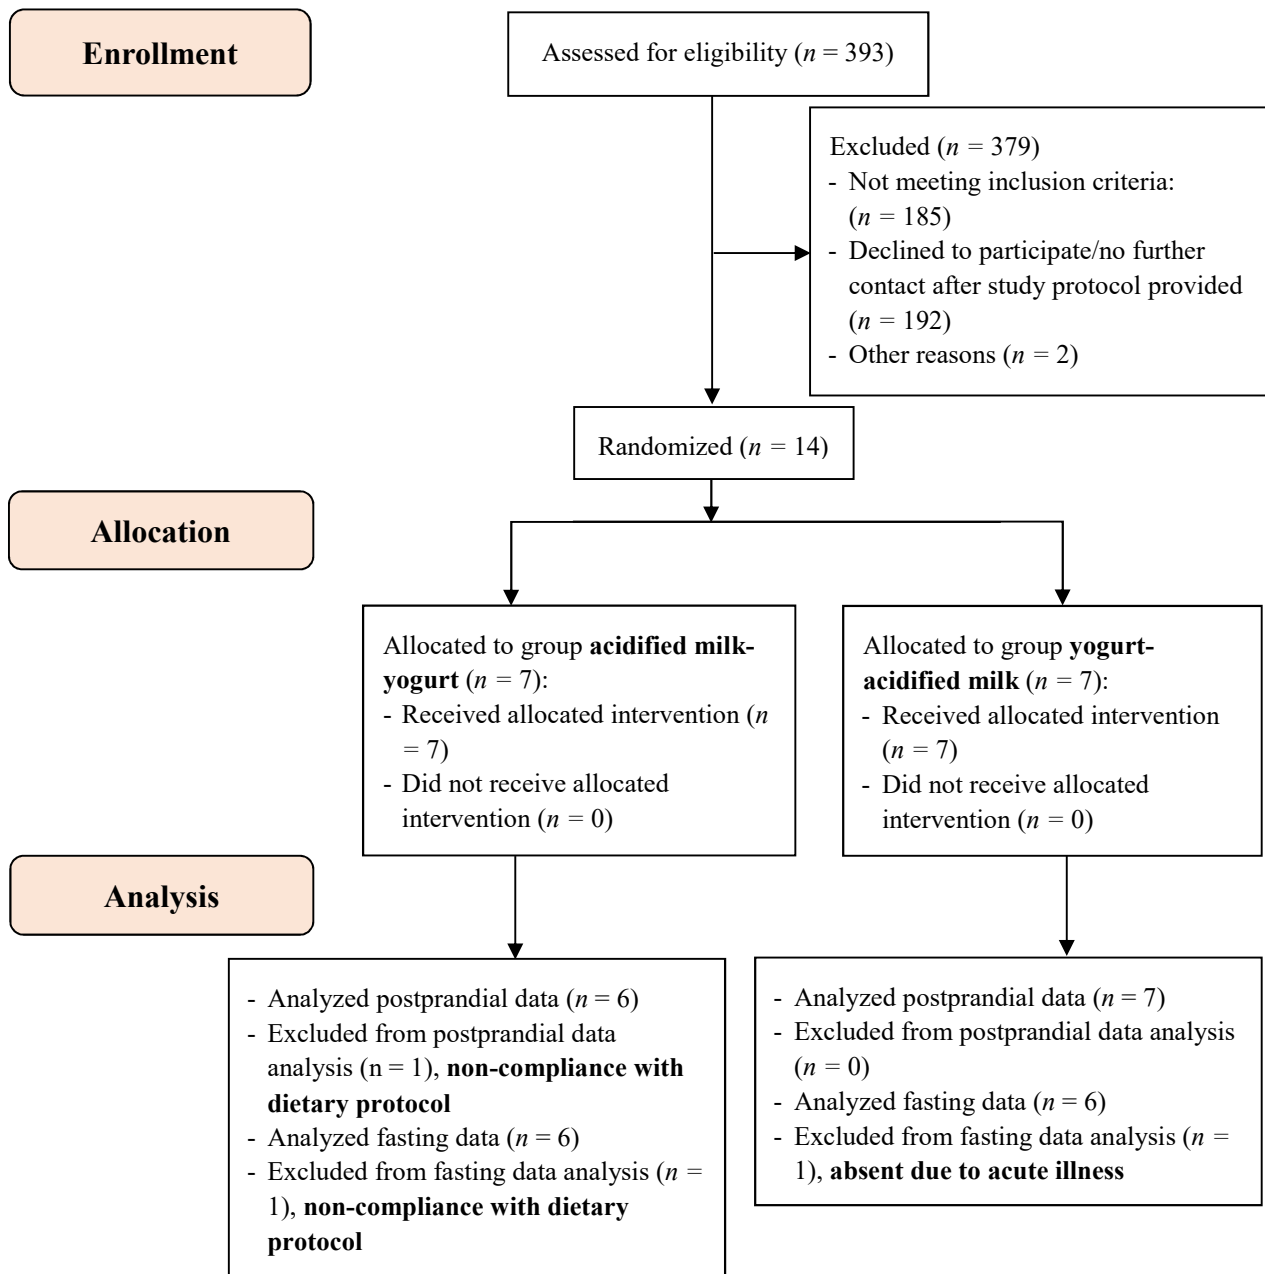 Enrollment
Assessed for eligibility (n = 393)
Excluded (n = 379)
- Not meeting inclusion criteria:
(n = 185)
- Declined to participate/no further
contact after study protocol provided
(n = 192)
- Other reasons (n = 2)
Randomized (n = 14)
Allocation
Allocated to group acidified milk-
yogurt (n = 7):
- Received allocated intervention (n
= 7)
- Did not receive allocated
intervention (n = 0)
Allocated to group yogurt-
acidified milk (n = 7):
- Received allocated intervention
(n = 7)
- Did not receive allocated
intervention (n = 0)
Analysis
- Analyzed postprandial data (n = 6)
- Excluded from postprandial data
analysis (n = 1), non-compliance with
dietary protocol
- Analyzed fasting data (n = 6)
- Excluded from fasting data analysis (n =
1), non-compliance with dietary
protocol
- Analyzed postprandial data (n = 7)
- Excluded from postprandial data analysis
(n = 0)
- Analyzed fasting data (n = 6)
- Excluded from fasting data analysis (n =
1), absent due to acute illness